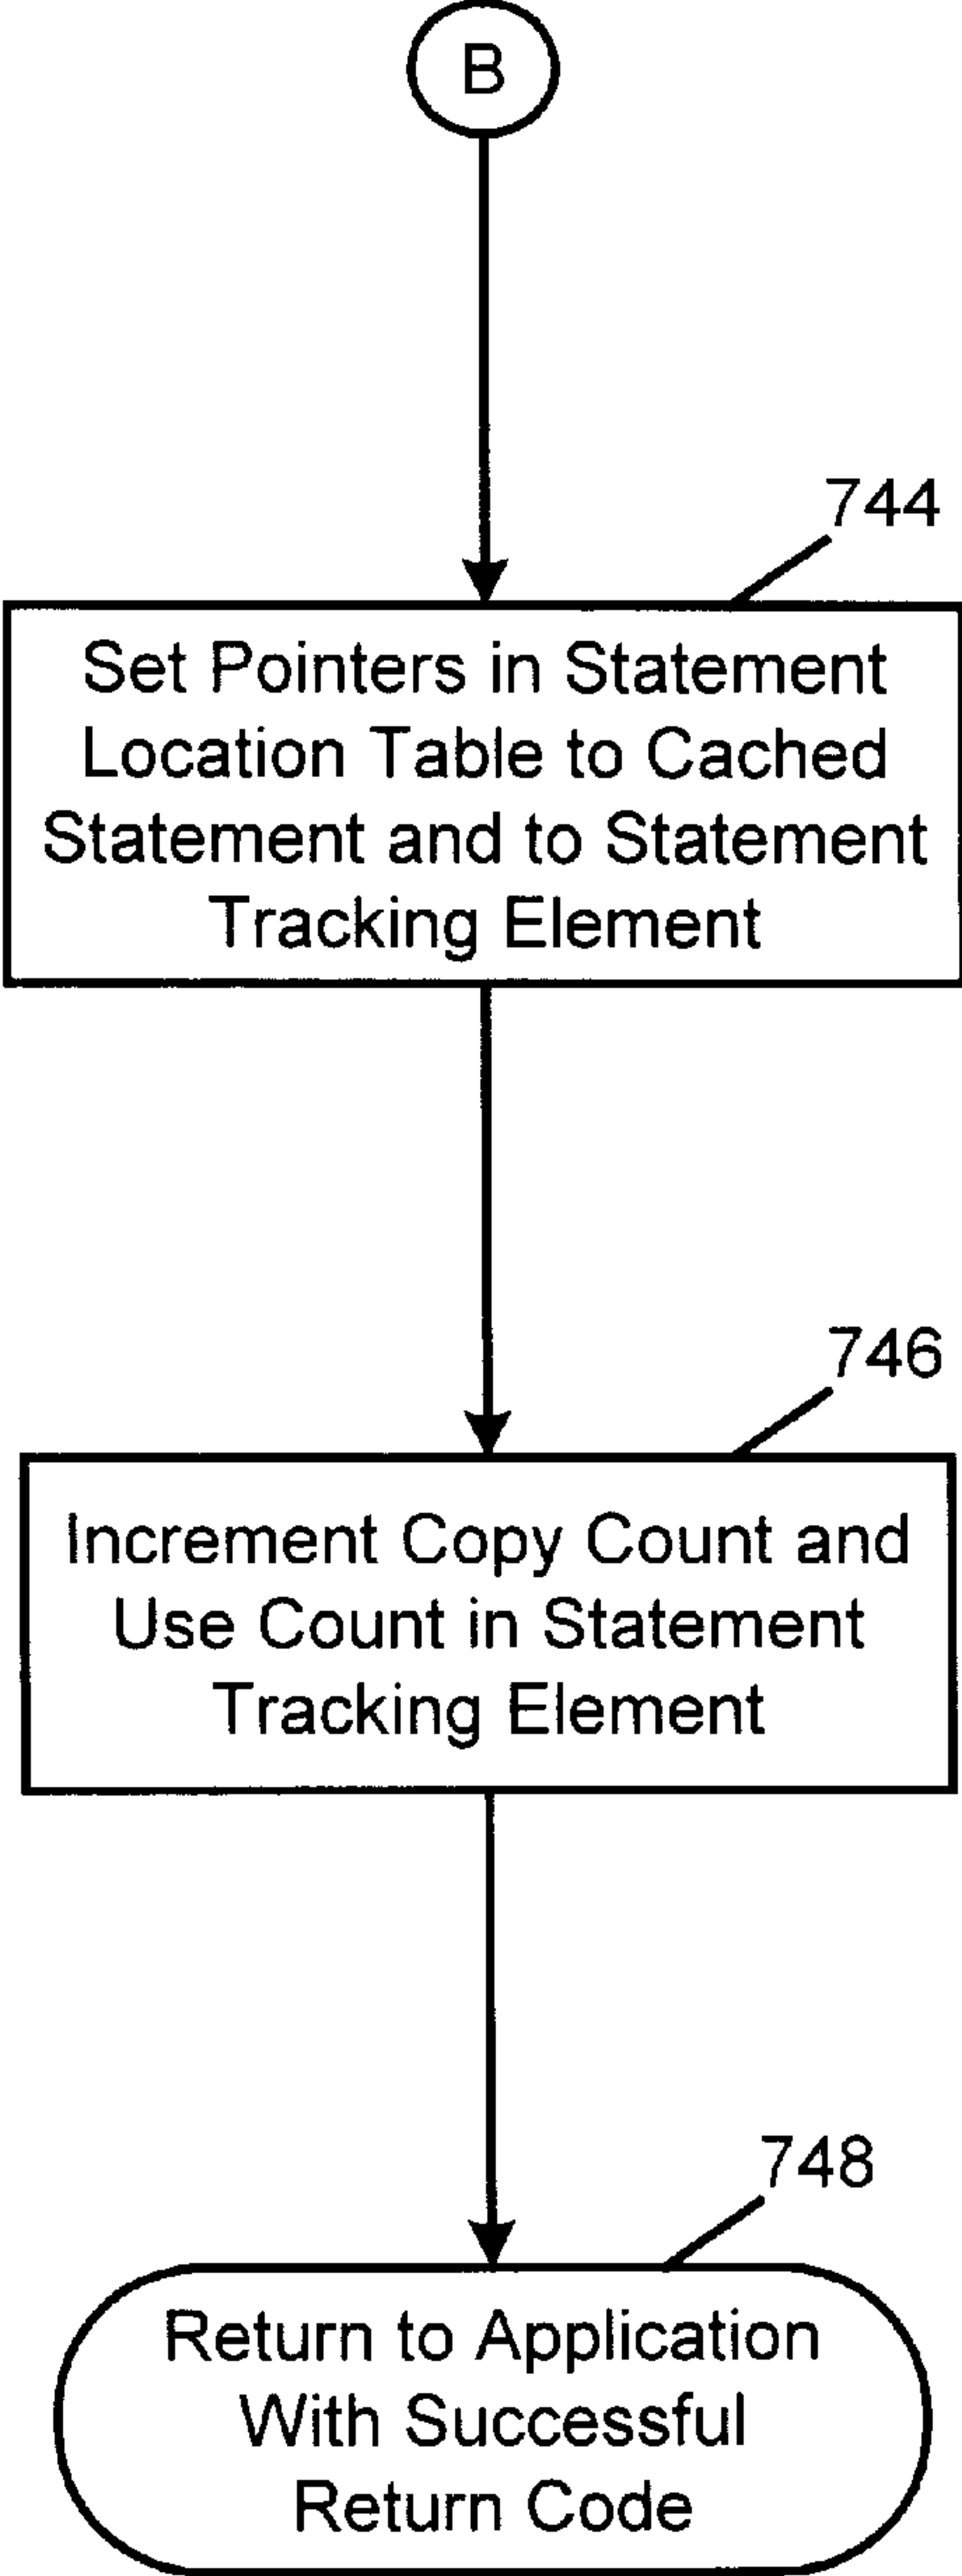 B
744
Set Pointers in Statement
Location Table to Cached
Statement and to Statement
Tracking Element
746
Increment Copy Count and
Use Count in Statement
Tracking Element
748
Return to Application
With Successful
Return Code